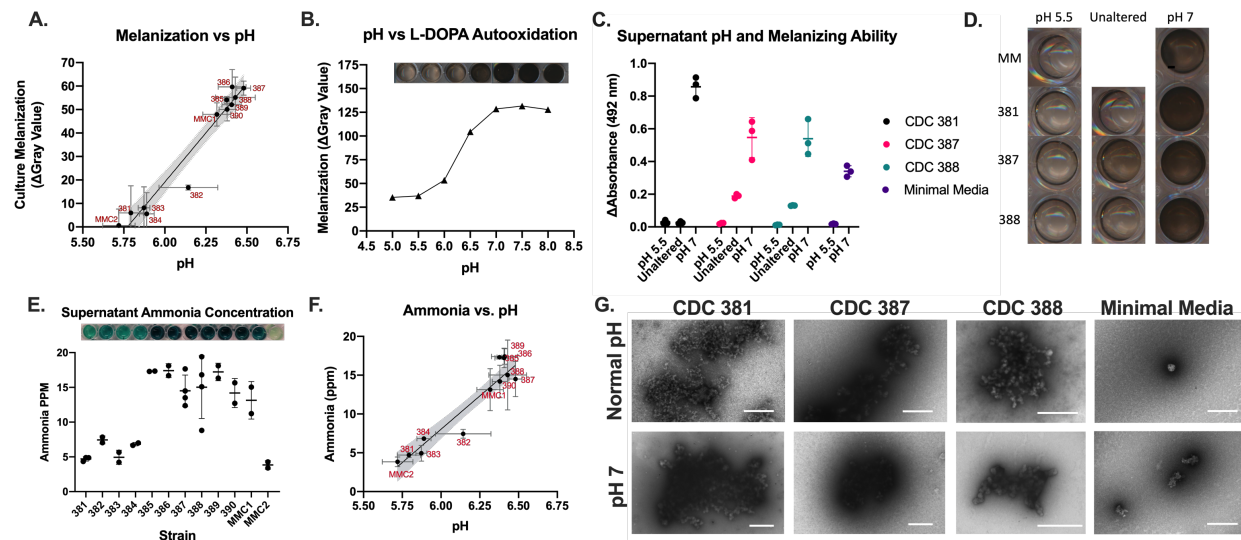 A.
Melanization vs pH
Culture Melanization
(ΔGray Value)
70
60
50
40
30
20
10
0
386
387
385
388
389
MMC1
390
382
381
383
MMC2
384
5.50
5.75
6.00
6.25
6.50
6.75
pH
B.
pH vs L-DOPA Autooxidation
Melanization (ΔGray Value)
175
150
125
100
75
50
25
0
4.5
5.0
5.5
6.0
6.5
7.0
7.5
8.0
8.5
pH
C.
Supernatant pH and Melanizing Ability
ΔAbsorbance (492 nm)
1.0
0.8
0.6
0.4
0.2
0.0
pH 5.5
Unaltered
pH 7
pH 5.5
Unaltered
pH 7
pH 5.5
Unaltered
pH 7
pH 5.5
pH 7
CDC 381
CDC 387
CDC 388
Minimal Media
D.
pH 5.5
Unaltered
pH 7
MM
381
387
388
E.
Supernatant Ammonia Concentration
Ammonia PPM
20
15
10
5
0
381
382
383
384
385
386
387
388
389
390
MMC1
MMC2
Strain
F.
Ammonia vs. pH
Ammonia (ppm)
20
15
10
5
0
389
386
385
388
387
390
MMC1
384
382
381
383
MMC2
5.50
5.75
6.00
6.25
6.50
6.75
pH
G.
CDC 381
CDC 387
CDC 388
Minimal Media
Normal pH
pH 7